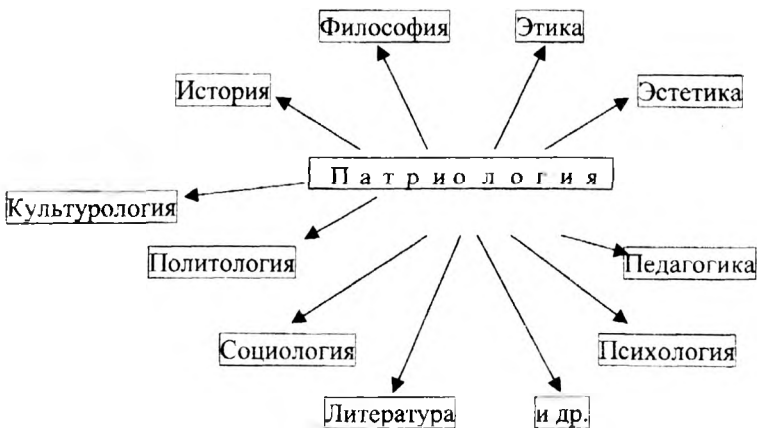 Философия
Этика
История
Эстетика
Патриология
Культурология
Политология
Педагогика
Социология
Психология
Литература
и др.